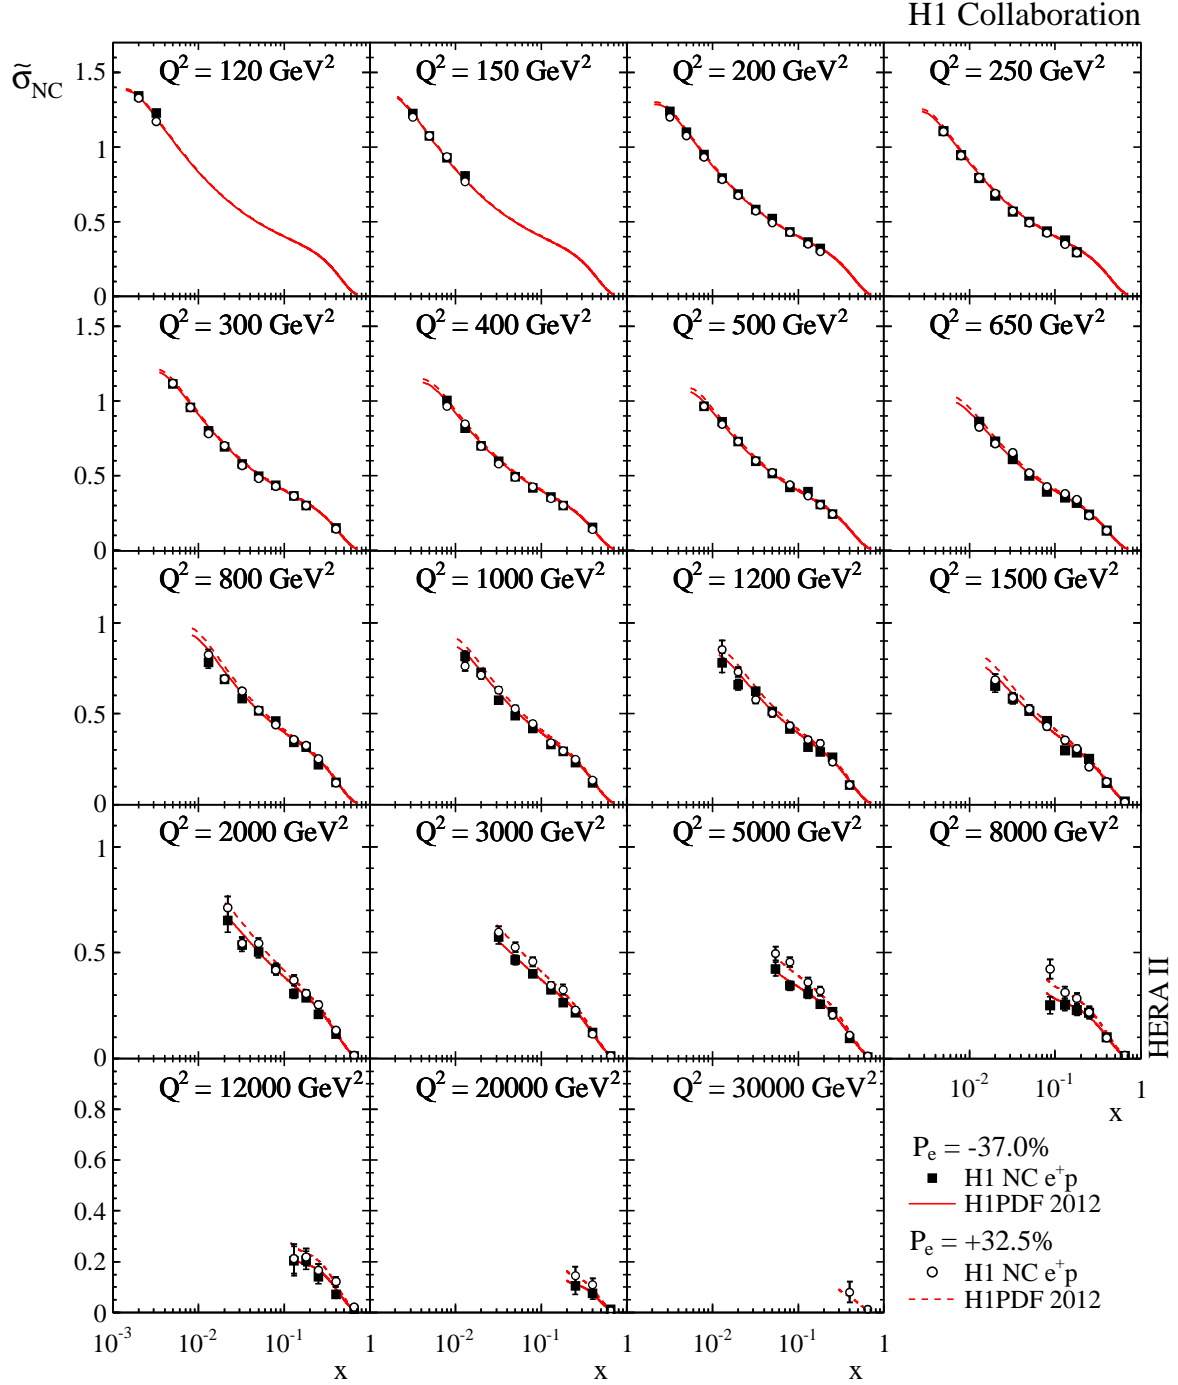 H1 Collaboration
σ̃_NC
Q² = 120 GeV²
Q² = 150 GeV²
Q² = 200 GeV²
Q² = 250 GeV²
1.5
1
0.5
0
Q² = 300 GeV²
Q² = 400 GeV²
Q² = 500 GeV²
Q² = 650 GeV²
1.5
1
0.5
0
Q² = 800 GeV²
Q² = 1000 GeV²
Q² = 1200 GeV²
Q² = 1500 GeV²
1
0.5
0
Q² = 2000 GeV²
Q² = 3000 GeV²
Q² = 5000 GeV²
Q² = 8000 GeV²
1
0.5
0
HERA II
10⁻² 10⁻¹ 1
x
Q² = 12000 GeV²
Q² = 20000 GeV²
Q² = 30000 GeV²
0.8
0.6
0.4
0.2
0
10⁻³ 10⁻² 10⁻¹ 1
10⁻² 10⁻¹ 1
10⁻² 10⁻¹ 1
x
x
x
P_e = -37.0%
H1 NC e⁺p
H1PDF 2012
P_e = +32.5%
H1 NC e⁺p
H1PDF 2012